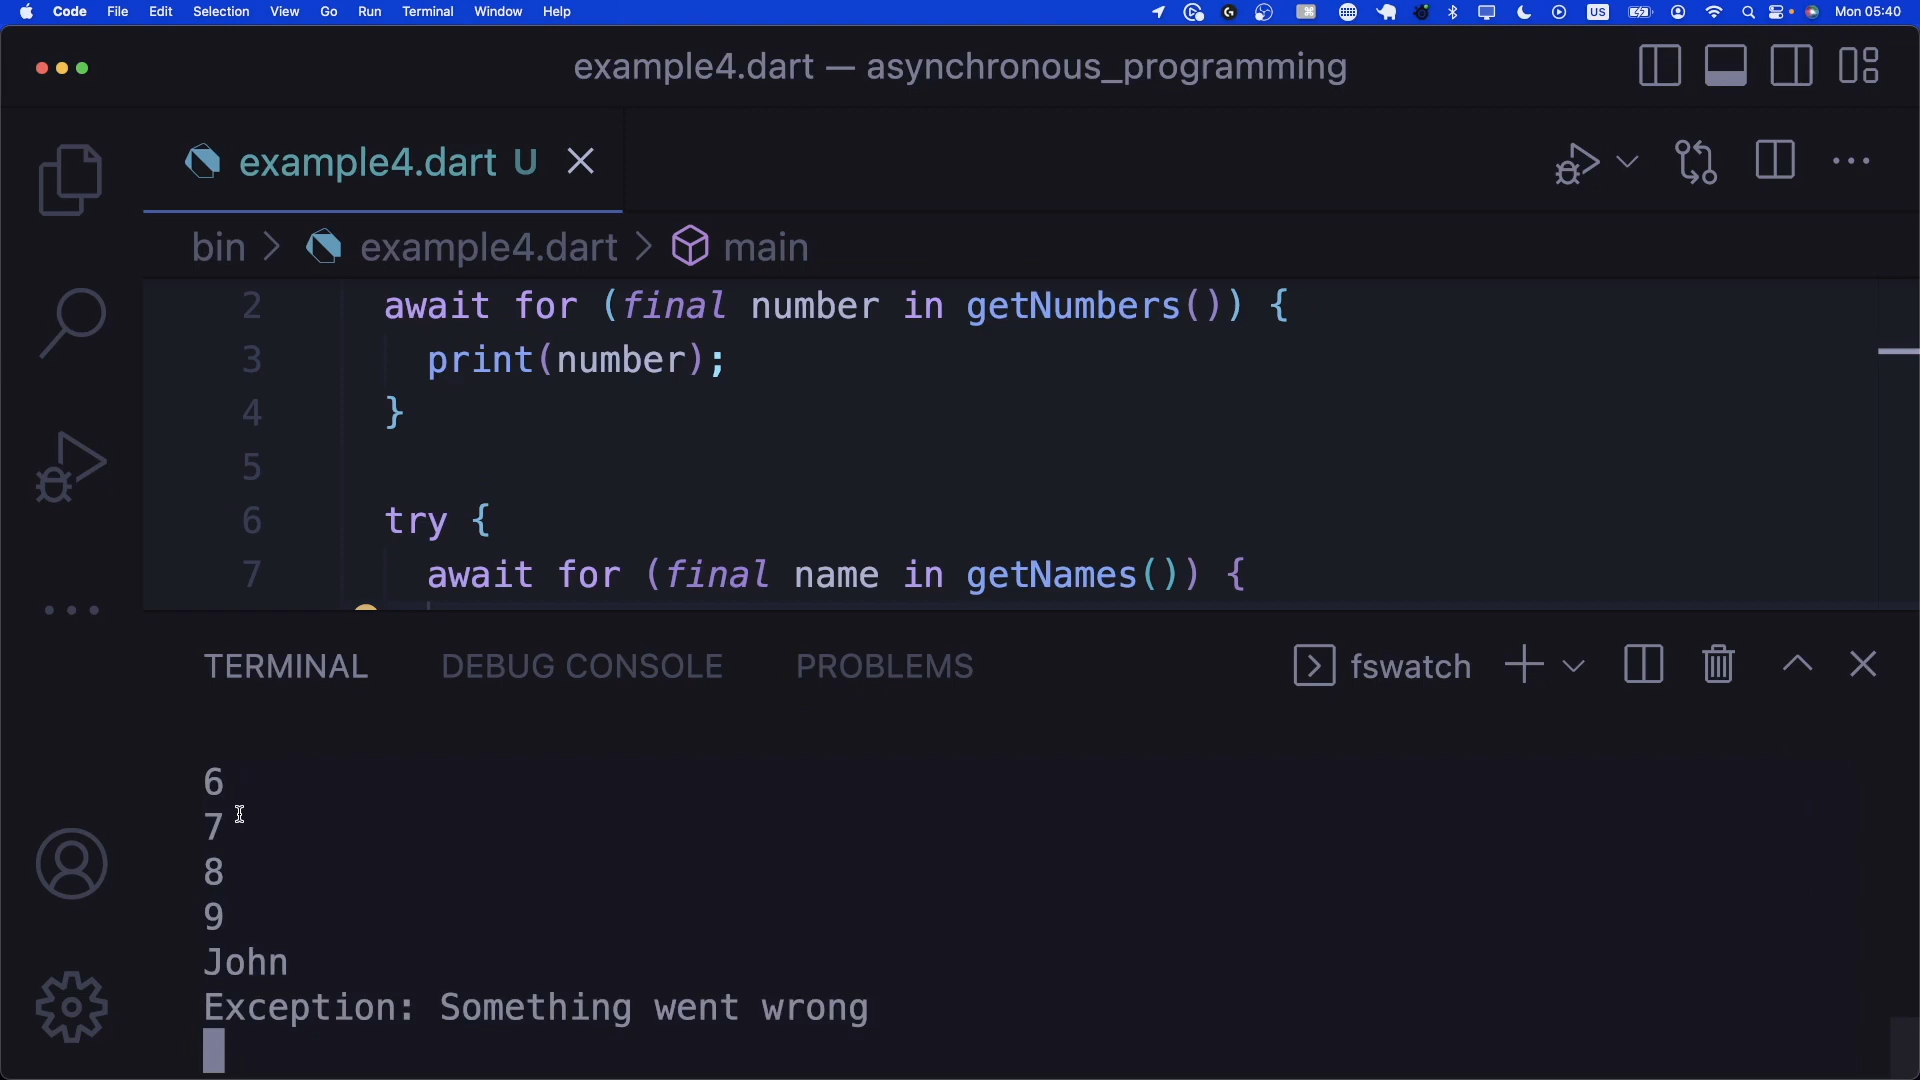 Code File Edit Selection View Go Run Terminal Window Help US Mon 05:40
example4.dart — asynchronous_programming
example4.dart U
bin > example4.dart > main
2 await for (final number in getNumbers()) {
3 print(number);
4 }
5
6 try {
7 await for (final name in getNames()) {
TERMINAL DEBUG CONSOLE PROBLEMS fswatch
6
7
8
9
John
Exception: Something went wrong